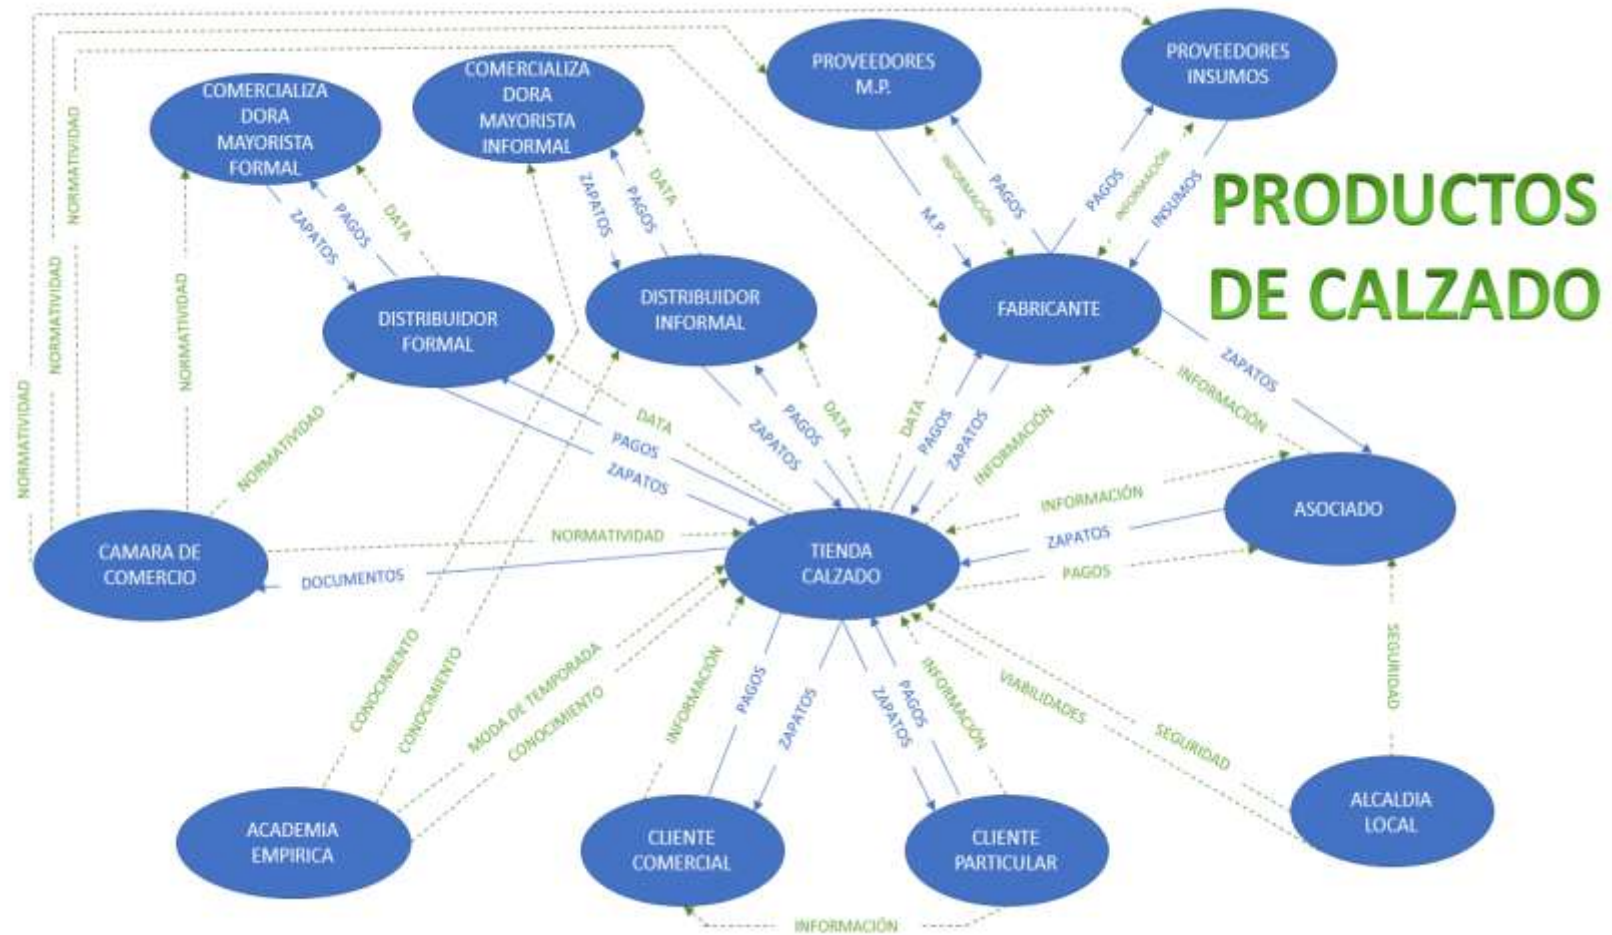 PROVEEDORES
INSUMOS
PROVEEDORES
M.P.
COMERCIALIZA
DORA
MAYORISTA
INFORMAL
COMERCIALIZA
DORA
MAYORISTA
FORMAL
NORMATIVIDAD
NORMATIVIDAD
NORMATIVIDAD
NORMATIVIDAD
ZAPATOS
PAGOS
DATA
ZAPATOS
PAGOS
DATA
M.P.
INFORMACIÓN
PAGOS
PAGOS
INFORMACIÓN
INSUMOS
PRODUCTOS
DE CALZADO
DISTRIBUIDOR
FORMAL
DISTRIBUIDOR
INFORMAL
FABRICANTE
ZAPATOS
INFORMACIÓN
NORMATIVIDAD
DATA
PAGOS
ZAPATOS
ZAPATOS
PAGOS
DATA
DATA
PAGOS
ZAPATOS
INFORMACIÓN
INFORMACIÓN
ZAPATOS
PAGOS
ASOCIADO
CAMARA DE
COMERCIO
NORMATIVIDAD
DOCUMENTOS
TIENDA
CALZADO
CONOCIMIENTO
CONOCIMIENTO
MODA DE TEMPORADA
CONOCIMIENTO
INFORMACIÓN
PAGOS
ZAPATOS
ZAPATOS
PAGOS
INFORMACIÓN
VIABILIDADES
SEGURIDAD
SEGURIDAD
ACADEMIA
EMPIRICA
CLIENTE
COMERCIAL
CLIENTE
PARTICULAR
ALCALDIA
LOCAL
INFORMACIÓN